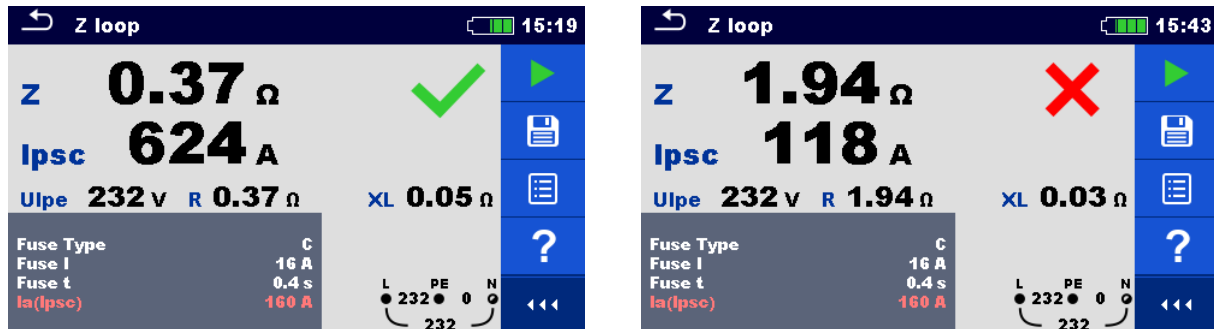 Z loop 15:19
Z 0.37 Ω
Ipsc 624 A
Ulpe 232 V R 0.37 Ω XL 0.05 Ω
Fuse Type C
Fuse I 16 A
Fuse t 0.4 s
Ia(Ipsc) 160 A
L PE N
232 0
232
?
Z loop 15:43
Z 1.94 Ω
Ipsc 118 A
Ulpe 232 V R 1.94 Ω XL 0.03 Ω
Fuse Type C
Fuse I 16 A
Fuse t 0.4 s
Ia(Ipsc) 160 A
L PE N
232 0
232
?